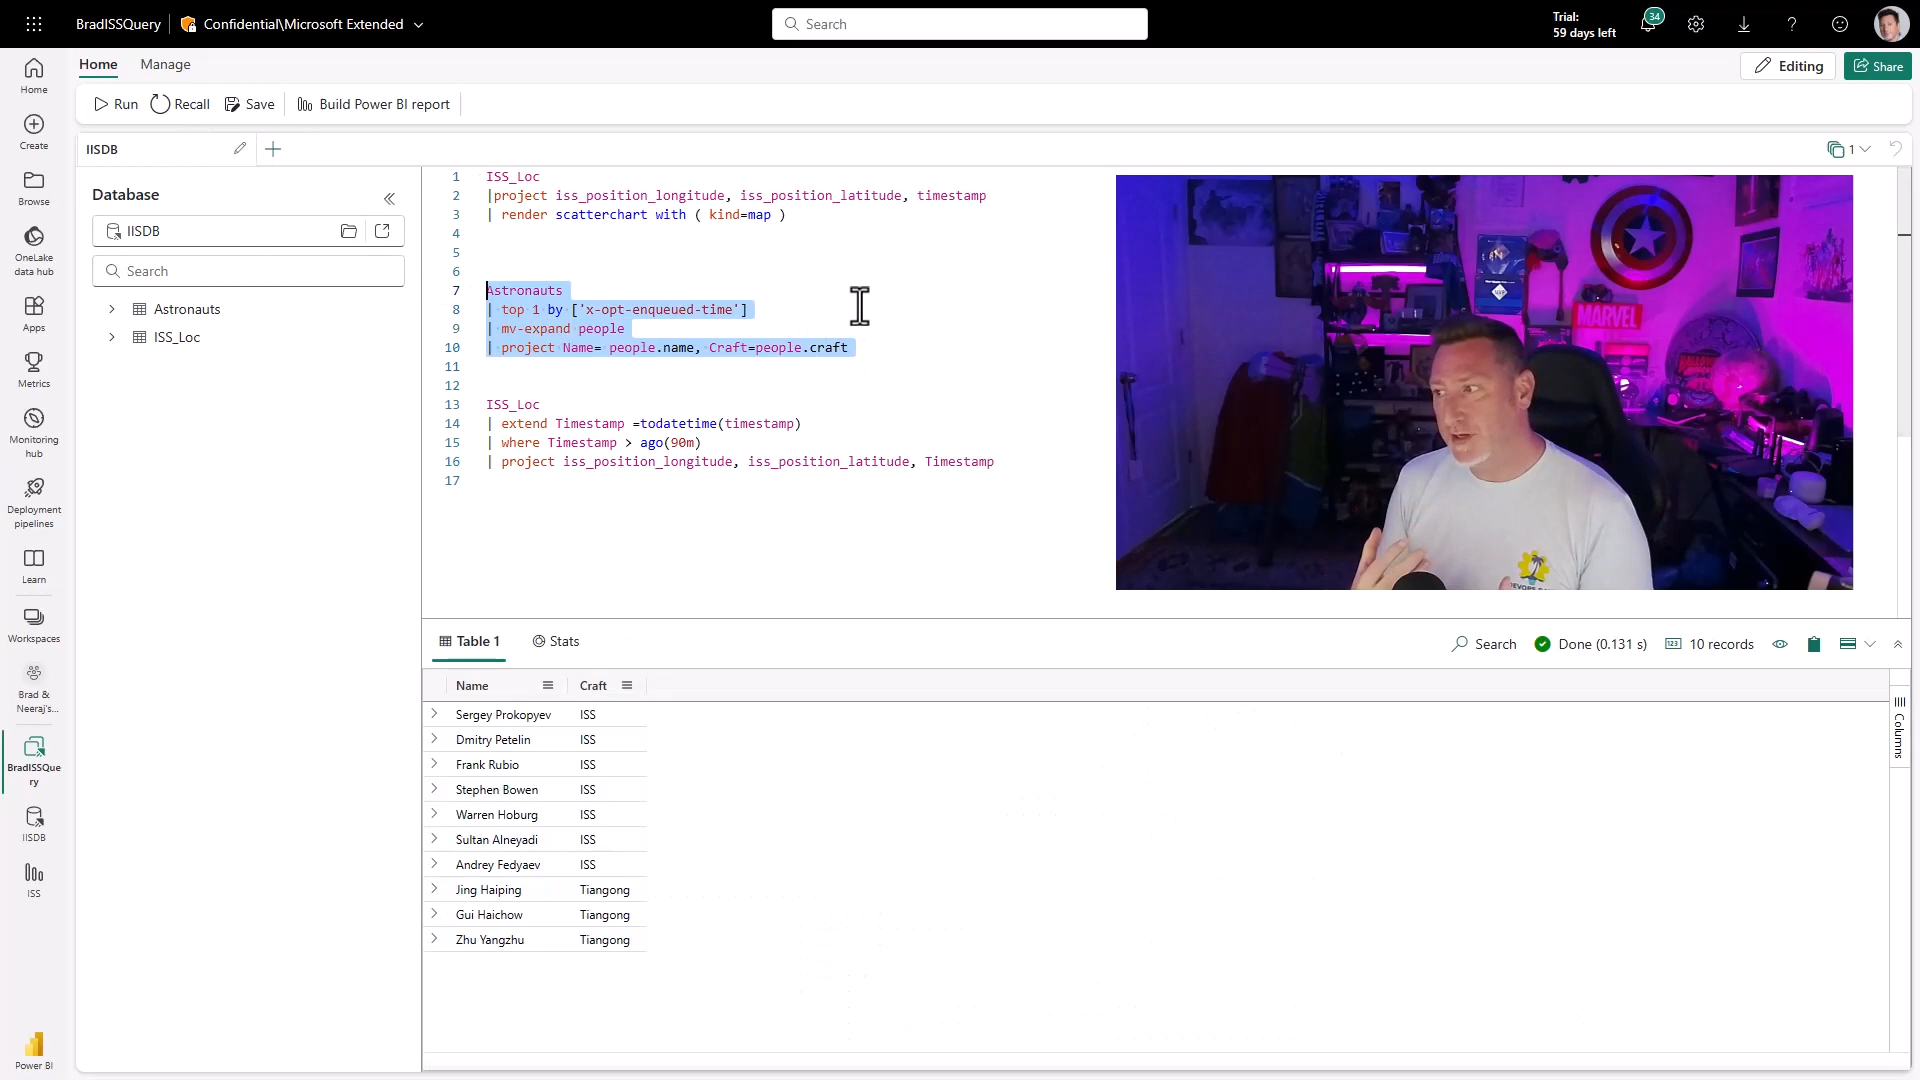 BradISSQuery
Confidential\Microsoft Extended
Search
Trial:
59 days left
34
Home
Manage
Editing
Share
Run
Recall
Save
Build Power BI report
IISDB
1
Home
Create
Browse
OneLake
data hub
Apps
Metrics
Monitoring
hub
Deployment
pipelines
Learn
Workspaces
Brad &
Neeraj's...
BradISSQue
ry
IISDB
ISS
Power BI
Database
IISDB
Search
Astronauts
ISS_Loc
1 ISS_Loc
2 |project iss_position_longitude, iss_position_latitude, timestamp
3 | render scatterchart with ( kind=map )
4
5
6
7 Astronauts
8 | top 1 by ['x-opt-enqueued-time']
9 | mv-expand people
10 | project Name= people.name, Craft=people.craft
11
12
13 ISS_Loc
14 | extend Timestamp =todatetime(timestamp)
15 | where Timestamp > ago(90m)
16 | project iss_position_longitude, iss_position_latitude, Timestamp
17
MARVEL
Table 1
Stats
Search
Done (0.131 s)
123
10 records
Columns
Name Craft
Sergey Prokopyev ISS
Dmitry Petelin ISS
Frank Rubio ISS
Stephen Bowen ISS
Warren Hoburg ISS
Sultan Alneyadi ISS
Andrey Fedyaev ISS
Jing Haiping Tiangong
Gui Haichow Tiangong
Zhu Yangzhu Tiangong